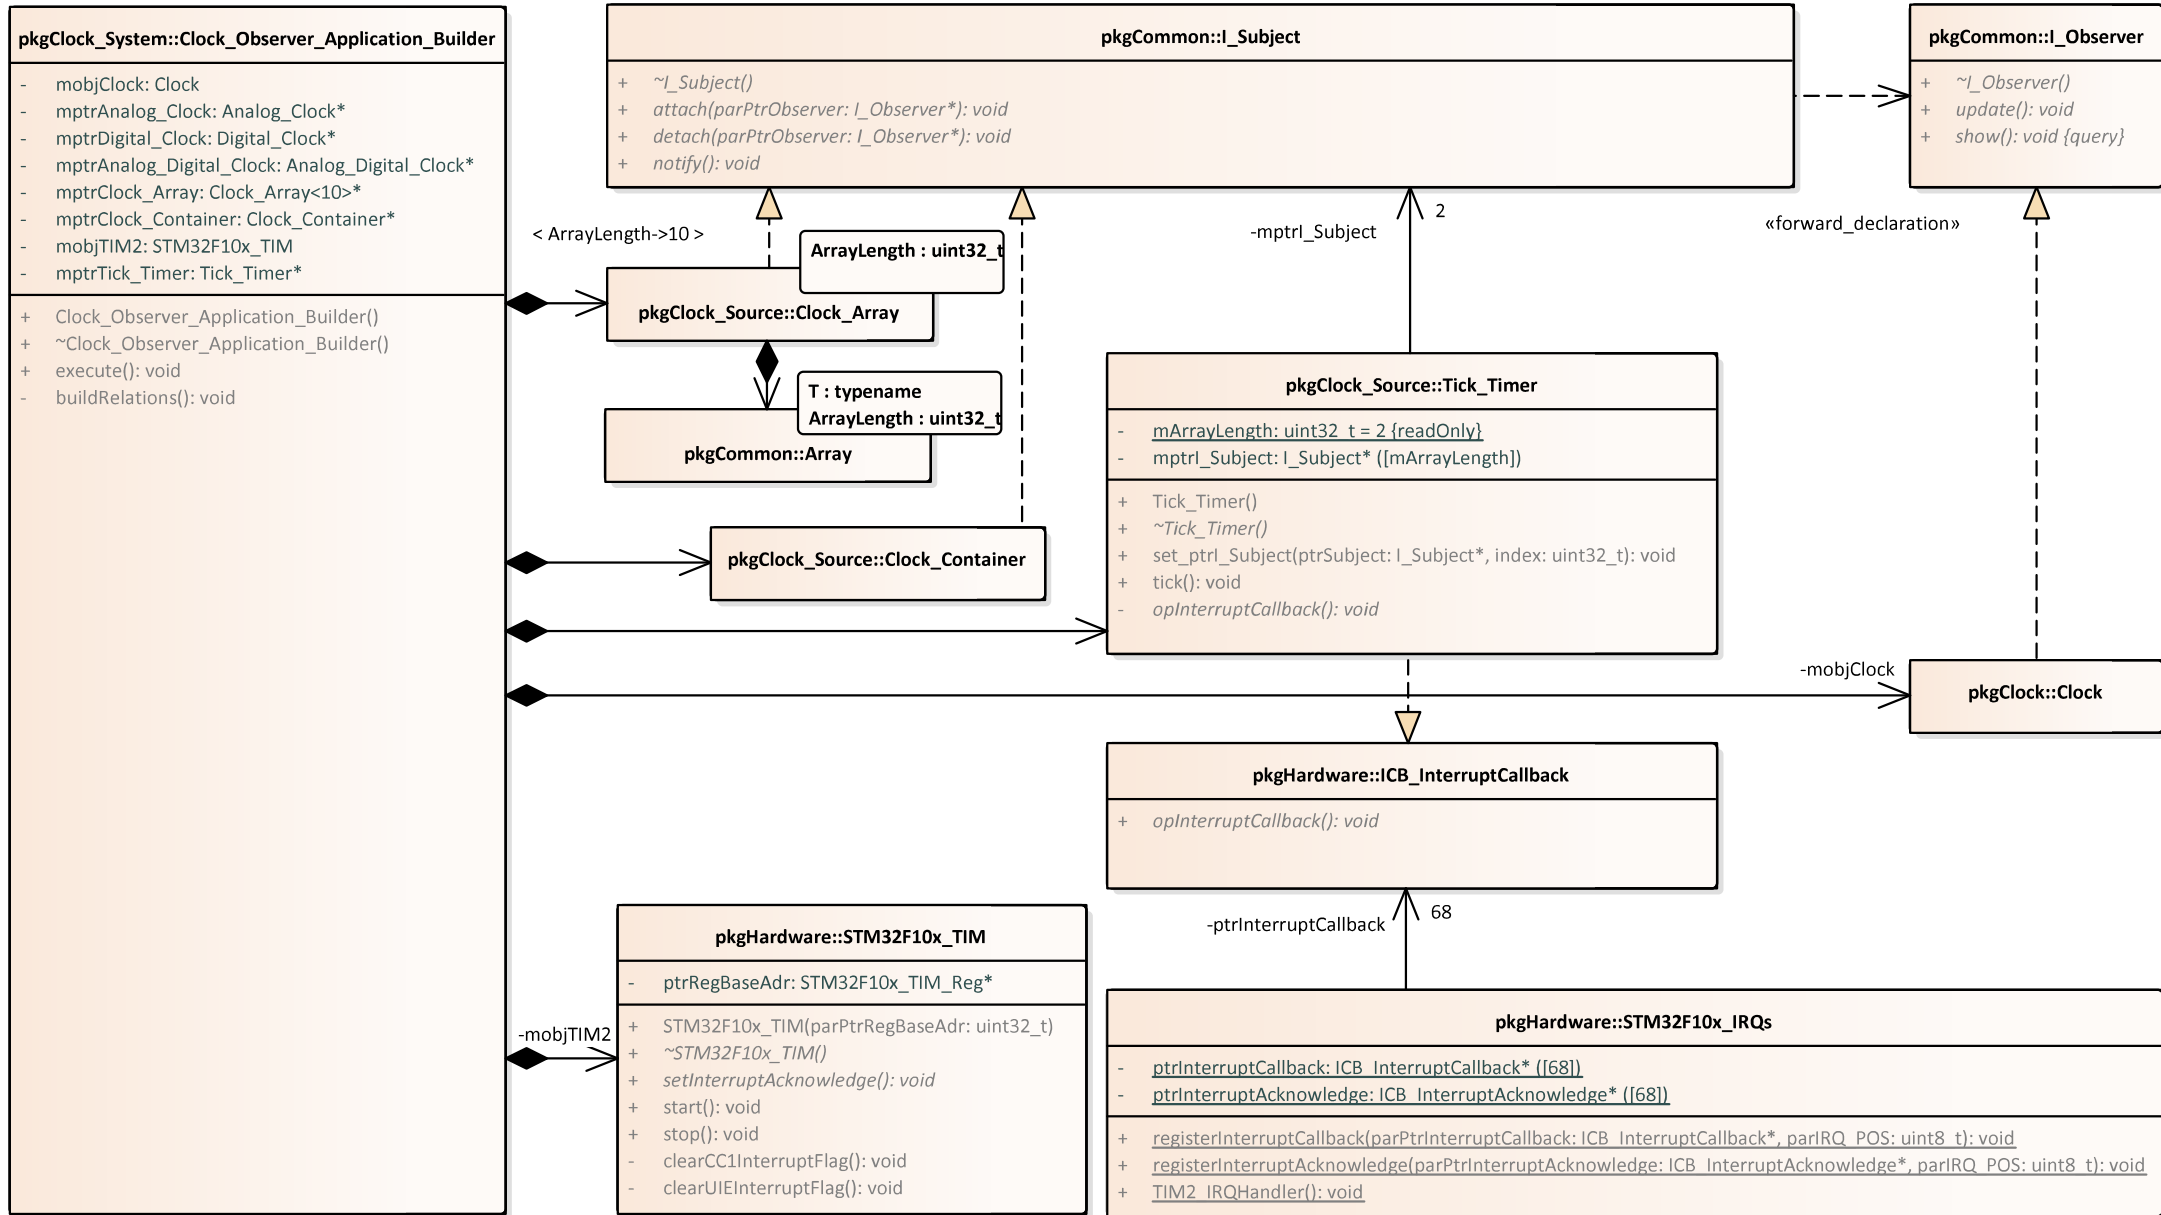 pkgClock_System::Clock_Observer_Application_Builder
- mobjClock: Clock
- mptrAnalog_Clock: Analog_Clock*
- mptrDigital_Clock: Digital_Clock*
- mptrAnalog_Digital_Clock: Analog_Digital_Clock*
- mptrClock_Array: Clock_Array<10>*
- mptrClock_Container: Clock_Container*
- mobjTIM2: STM32F10x_TIM
- mptrTick_Timer: Tick_Timer*
+ Clock_Observer_Application_Builder()
+ ~Clock_Observer_Application_Builder()
+ execute(): void
- buildRelations(): void
pkgCommon::I_Subject
+ ~I_Subject()
+ attach(parPtrObserver: I_Observer*): void
+ detach(parPtrObserver: I_Observer*): void
+ notify(): void
pkgCommon::I_Observer
+ ~I_Observer()
+ update(): void
+ show(): void {query}
< ArrayLength->10 >
ArrayLength : uint32_t
pkgClock_Source::Clock_Array
T : typename
ArrayLength : uint32_t
pkgCommon::Array
pkgClock_Source::Clock_Container
-mptrI_Subject
2
«forward_declaration»
pkgClock_Source::Tick_Timer
- mArrayLength: uint32_t = 2 {readOnly}
- mptrI_Subject: I_Subject* ([mArrayLength])
+ Tick_Timer()
+ ~Tick_Timer()
+ set_ptrI_Subject(ptrSubject: I_Subject*, index: uint32_t): void
+ tick(): void
- opInterruptCallback(): void
-mobjClock
pkgClock::Clock
pkgHardware::ICB_InterruptCallback
+ opInterruptCallback(): void
-ptrInterruptCallback
68
-mobjTIM2
pkgHardware::STM32F10x_TIM
- ptrRegBaseAdr: STM32F10x_TIM_Reg*
+ STM32F10x_TIM(parPtrRegBaseAdr: uint32_t)
+ ~STM32F10x_TIM()
+ setInterruptAcknowledge(): void
+ start(): void
+ stop(): void
- clearCC1InterruptFlag(): void
- clearUIEInterruptFlag(): void
pkgHardware::STM32F10x_IRQs
- ptrInterruptCallback: ICB_InterruptCallback* ([68])
- ptrInterruptAcknowledge: ICB_InterruptAcknowledge* ([68])
+ registerInterruptCallback(parPtrInterruptCallback: ICB_InterruptCallback*, parIRQ_POS: uint8_t): void
+ registerInterruptAcknowledge(parPtrInterruptAcknowledge: ICB_InterruptAcknowledge*, parIRQ_POS: uint8_t): void
+ TIM2_IRQHandler(): void